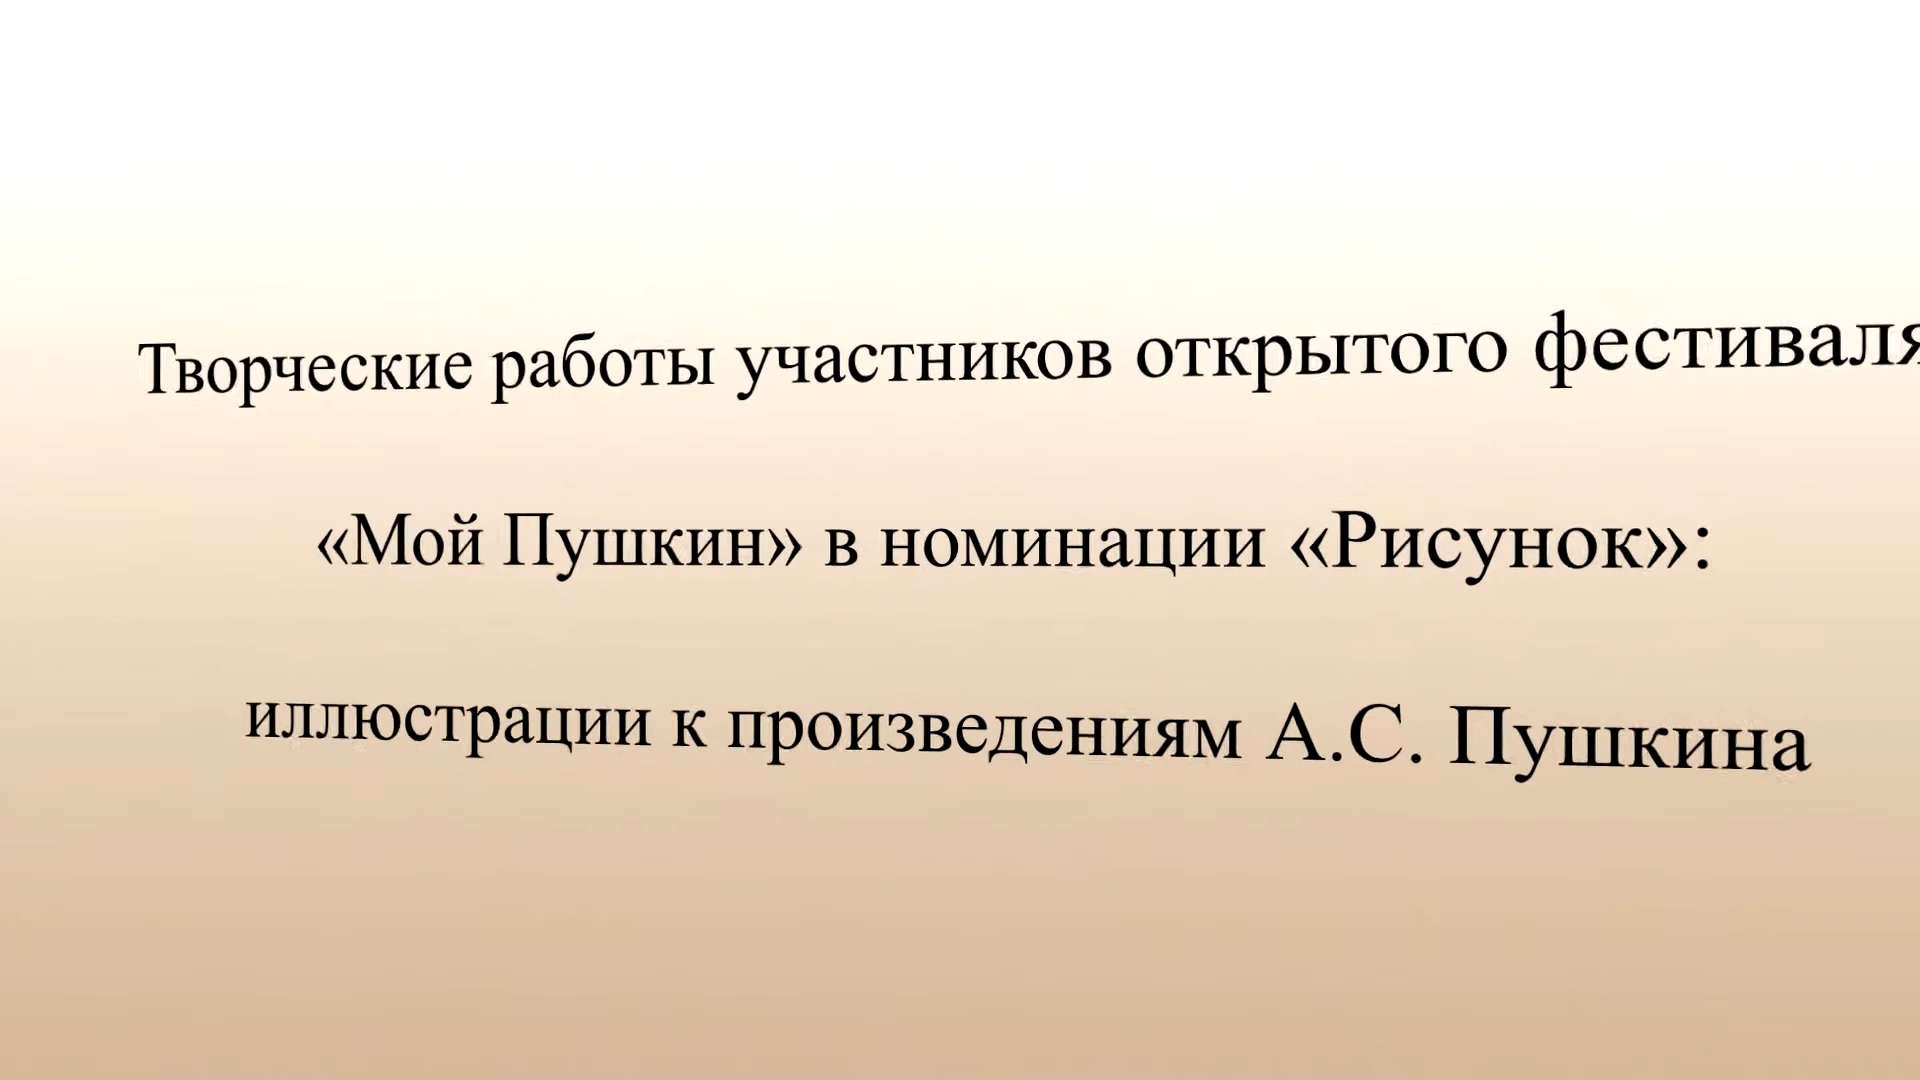 Творческие работы участников открытого фестиваля
«Мой Пушкин» в номинации «Рисунок»:
иллюстрации к произведениям А.С. Пушкина